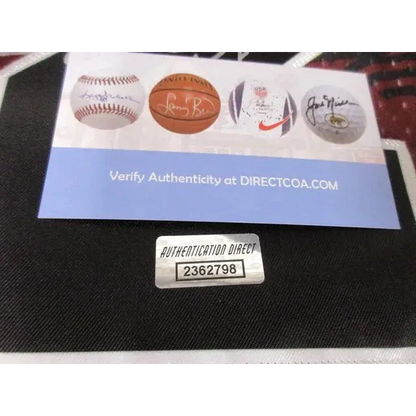 Verify Authenticity at DIRECTCOA.COM
AUTHENTICATION DIRECT
2362798